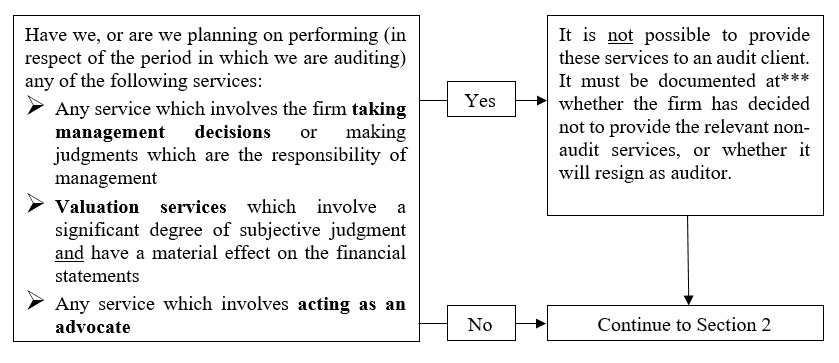 Have we, or are we planning on performing (in
respect of the period in which we are auditing)
any of the following services:
➢ Any service which involves the firm taking
management decisions or making
judgments which are the responsibility of
management
➢ Valuation services which involve a
significant degree of subjective judgment
and have a material effect on the financial
statements
➢ Any service which involves acting as an
advocate
Yes
It is not possible to provide
these services to an audit client.
It must be documented at***
whether the firm has decided
not to provide the relevant non-
audit services, or whether it
will resign as auditor.
No
Continue to Section 2